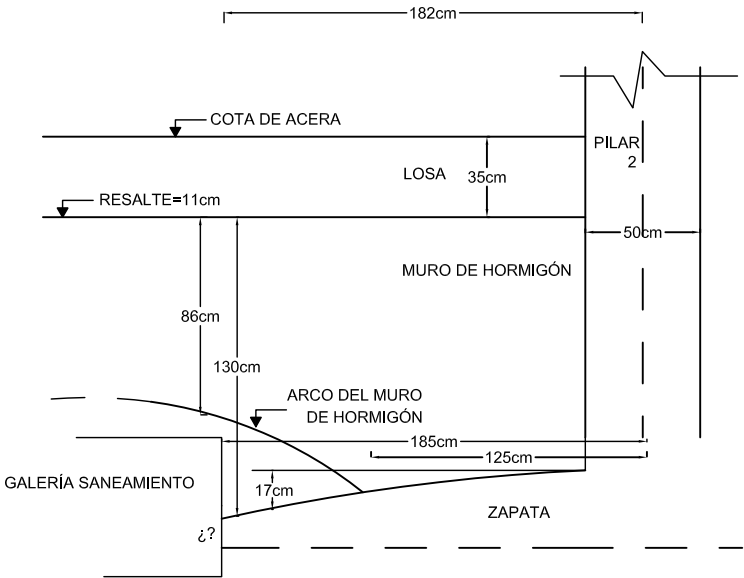 182cm
COTA DE ACERA
PILAR
2
LOSA
35cm
RESALTE=11cm
50cm
MURO DE HORMIGÓN
86cm
130cm
ARCO DEL MURO
DE HORMIGÓN
185cm
125cm
GALERÍA SANEAMIENTO
17cm
ZAPATA
¿?